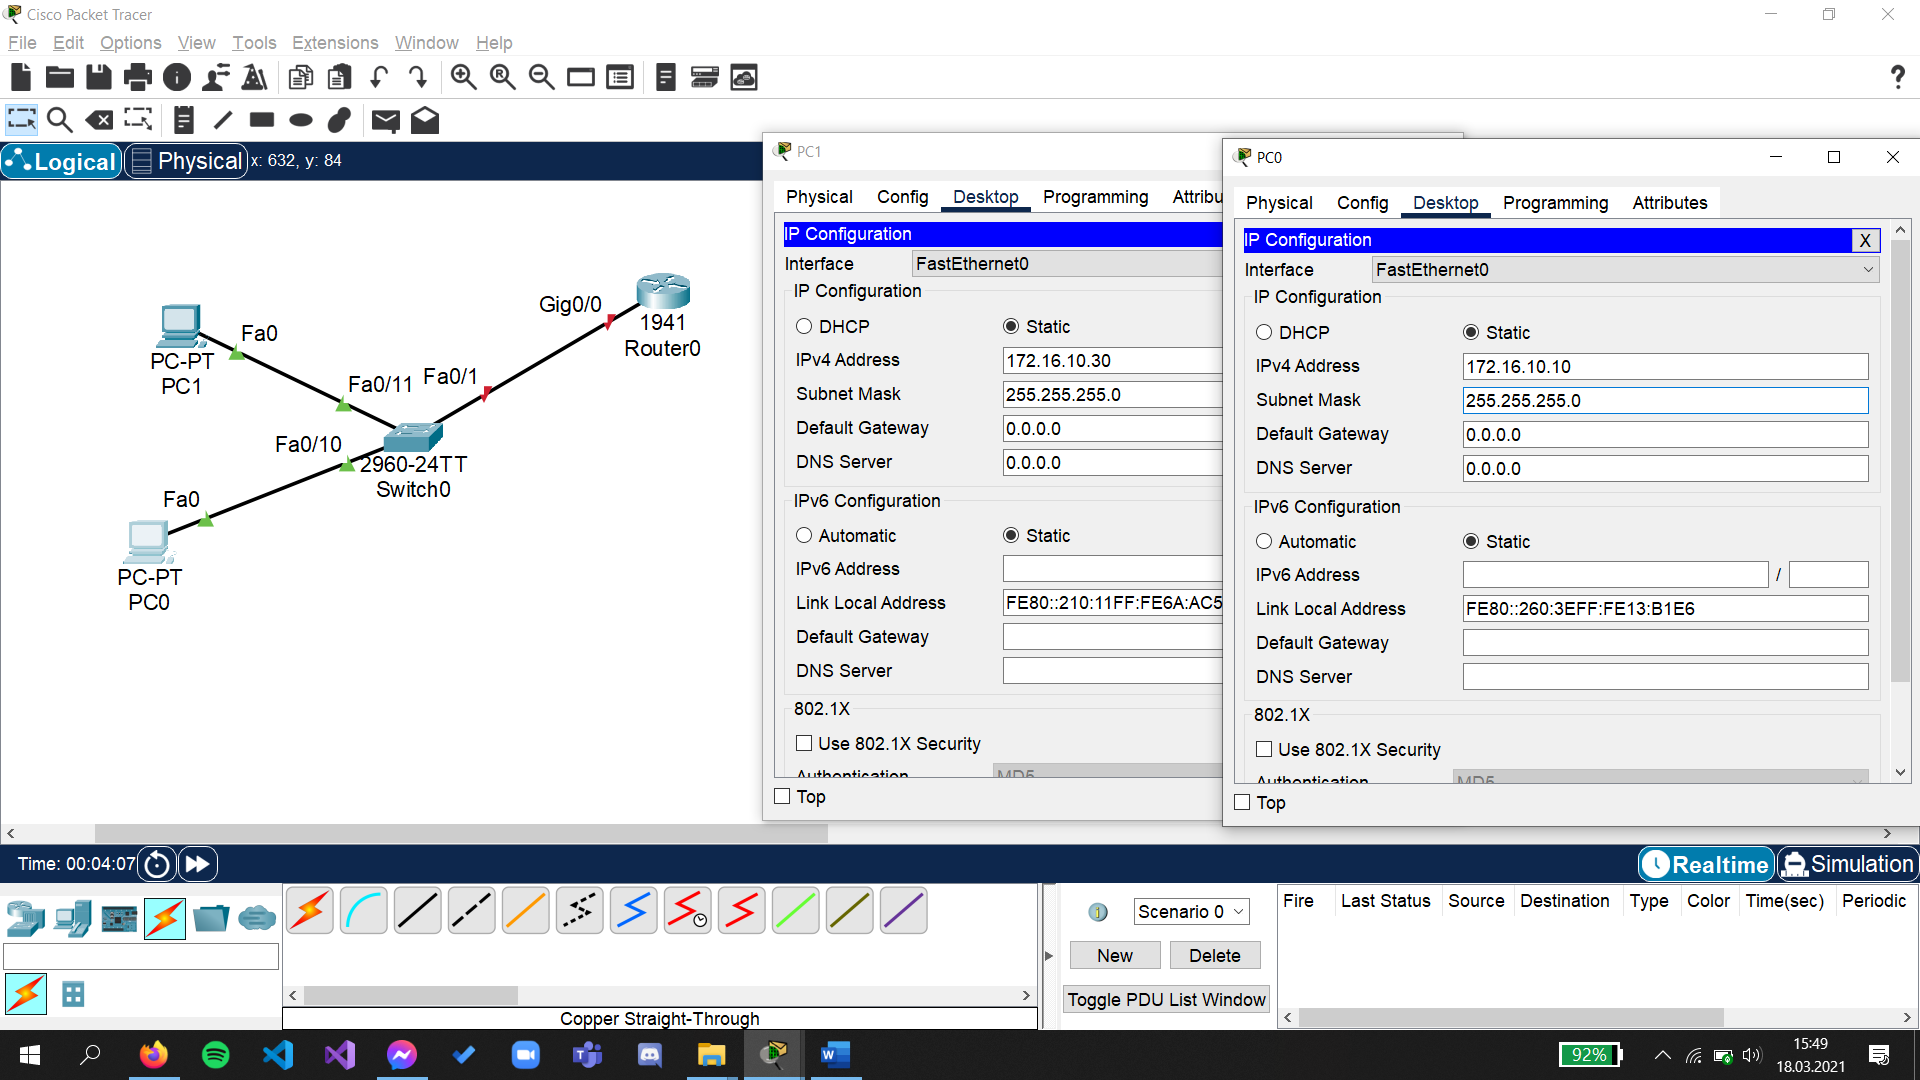 Cisco Packet Tracer
File Edit Options View Tools Extensions Window Help
Logical Physical x: 632, y: 84
Gig0/0
1941
Router0
Fa0
PC-PT
PC1
Fa0/11 Fa0/1
Fa0/10
2960-24TT
Switch0
Fa0
PC-PT
PC0
PC1
Physical Config Desktop Programming Attribu
IP Configuration
Interface FastEthernet0
IP Configuration
DHCP Static
IPv4 Address 172.16.10.30
Subnet Mask 255.255.255.0
Default Gateway 0.0.0.0
DNS Server 0.0.0.0
IPv6 Configuration
Automatic Static
IPv6 Address
Link Local Address FE80::210:11FF:FE6A:AC5
Default Gateway
DNS Server
802.1X
Use 802.1X Security
Authentication MD5
Top
PC0
Physical Config Desktop Programming Attributes
IP Configuration X
Interface FastEthernet0
IP Configuration
DHCP Static
IPv4 Address 172.16.10.10
Subnet Mask 255.255.255.0
Default Gateway 0.0.0.0
DNS Server 0.0.0.0
IPv6 Configuration
Automatic Static
IPv6 Address /
Link Local Address FE80::260:3EFF:FE13:B1E6
Default Gateway
DNS Server
802.1X
Use 802.1X Security
Authentication MD5
Top
Time: 00:04:07
Realtime Simulation
Scenario 0
New Delete
Toggle PDU List Window
Fire Last Status Source Destination Type Color Time(sec) Periodic
Copper Straight-Through
92%
15:49
18.03.2021